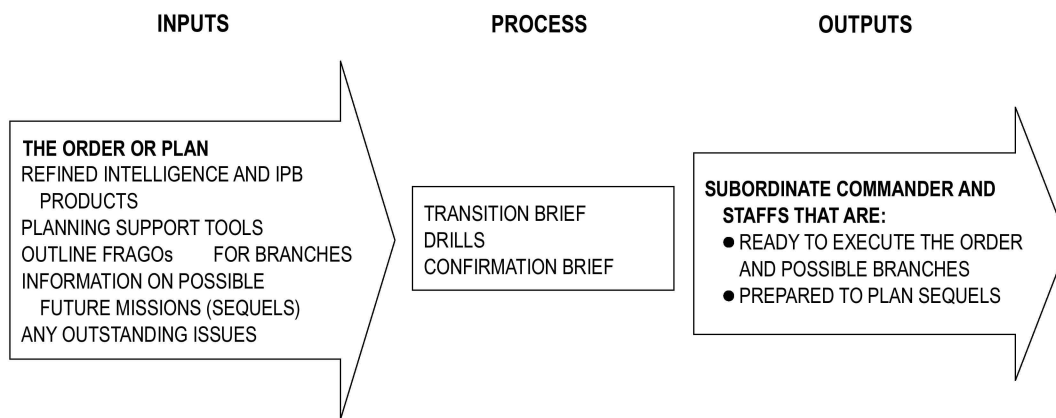 INPUTS
PROCESS
OUTPUTS
THE ORDER OR PLAN
REFINED INTELLIGENCE AND IPB
PRODUCTS
PLANNING SUPPORT TOOLS
OUTLINE FRAGOs FOR BRANCHES
INFORMATION ON POSSIBLE
FUTURE MISSIONS (SEQUELS)
ANY OUTSTANDING ISSUES
TRANSITION BRIEF
DRILLS
CONFIRMATION BRIEF
SUBORDINATE COMMANDER AND
STAFFS THAT ARE:
● READY TO EXECUTE THE ORDER
AND POSSIBLE BRANCHES
● PREPARED TO PLAN SEQUELS